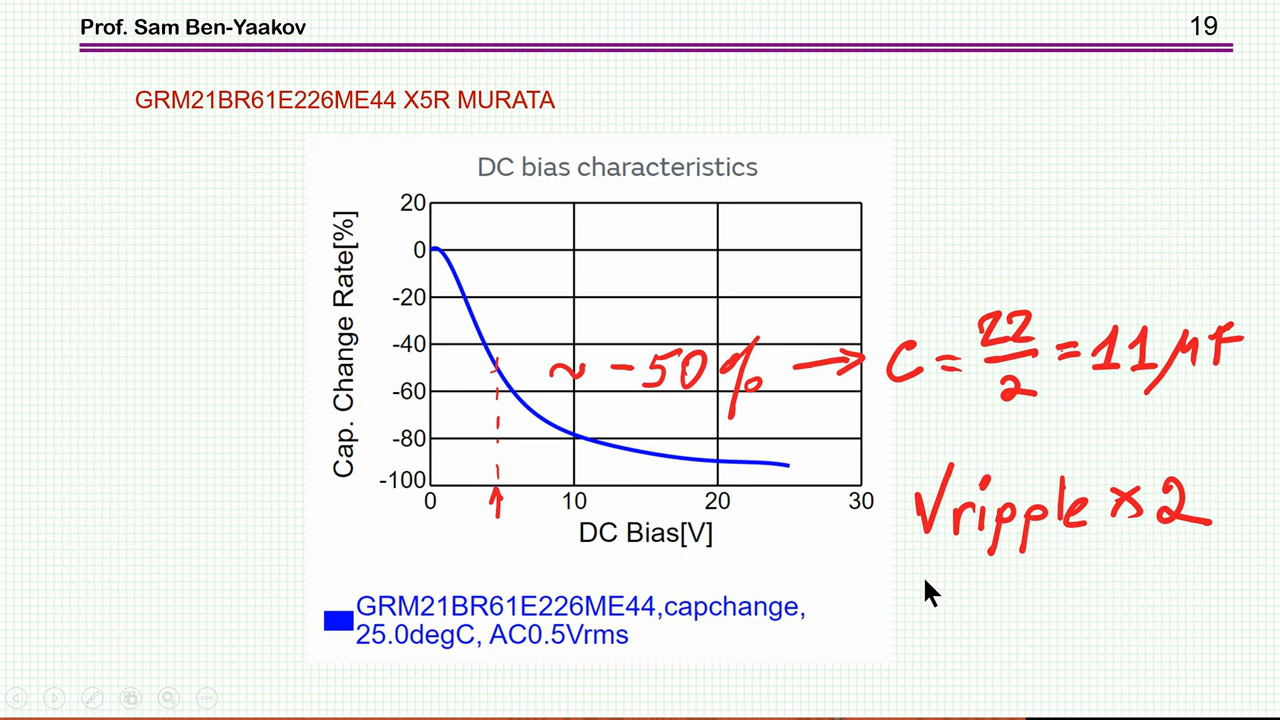 Prof. Sam Ben-Yaakov
19
GRM21BR61E226ME44 X5R MURATA
DC bias characteristics
Cap. Change Rate[%]
20
0
-20
-40
-60
-80
-100
0
10
20
30
DC Bias[V]
~ -50% → C = 22/2 = 11μF
Vripple × 2
GRM21BR61E226ME44,capchange,
25.0degC, AC0.5Vrms